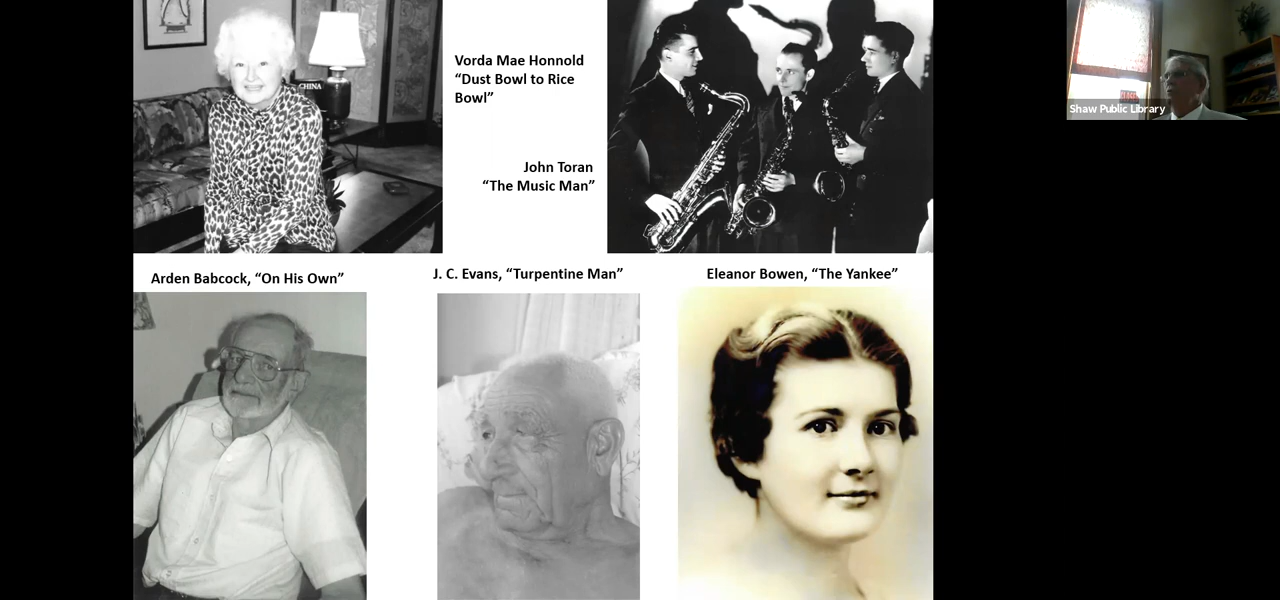 Vorda Mae Honnold
“Dust Bowl to Rice
Bowl”
CHINA
John Toran
“The Music Man”
Arden Babcock, “On His Own”
J. C. Evans, “Turpentine Man”
Eleanor Bowen, “The Yankee”
Shaw Public Library